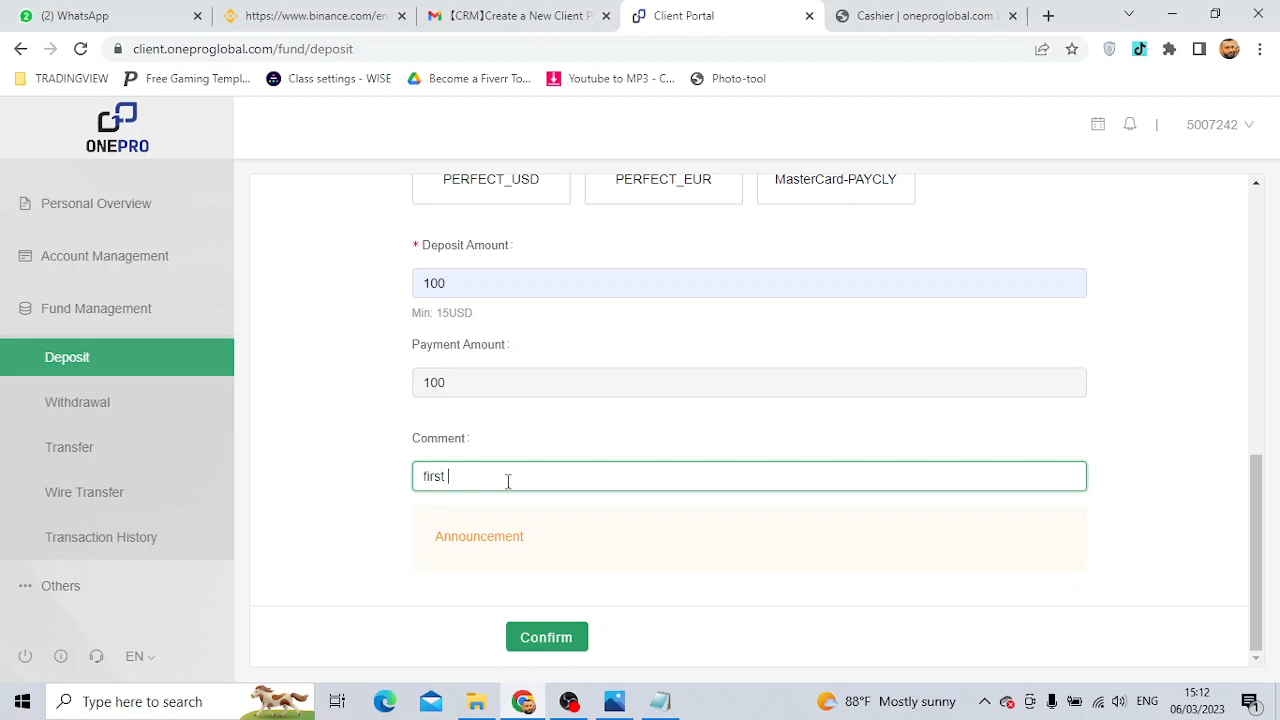 2
(2) WhatsApp
https://www.binance.com/en
[CRM]Create a New Client P
Client Portal
Cashier | oneproglobal.com
client.oneproglobal.com/fund/deposit
TRADINGVIEW
Free Gaming Templ...
Class settings - WISE
Become a Fiverr To...
Youtube to MP3 - C...
Photo-tool
ONEPRO
| 5007242
PERFECT_USD
PERFECT_EUR
MasterCard-PAYCLY
Personal Overview
Account Management
Fund Management
Deposit
Withdrawal
Transfer
Wire Transfer
Transaction History
Others
EN
* Deposit Amount:
100
Min: 15USD
Payment Amount:
100
Comment:
first
Announcement
Confirm
Type here to search
88°F Mostly sunny
ENG
15:12
06/03/2023
1